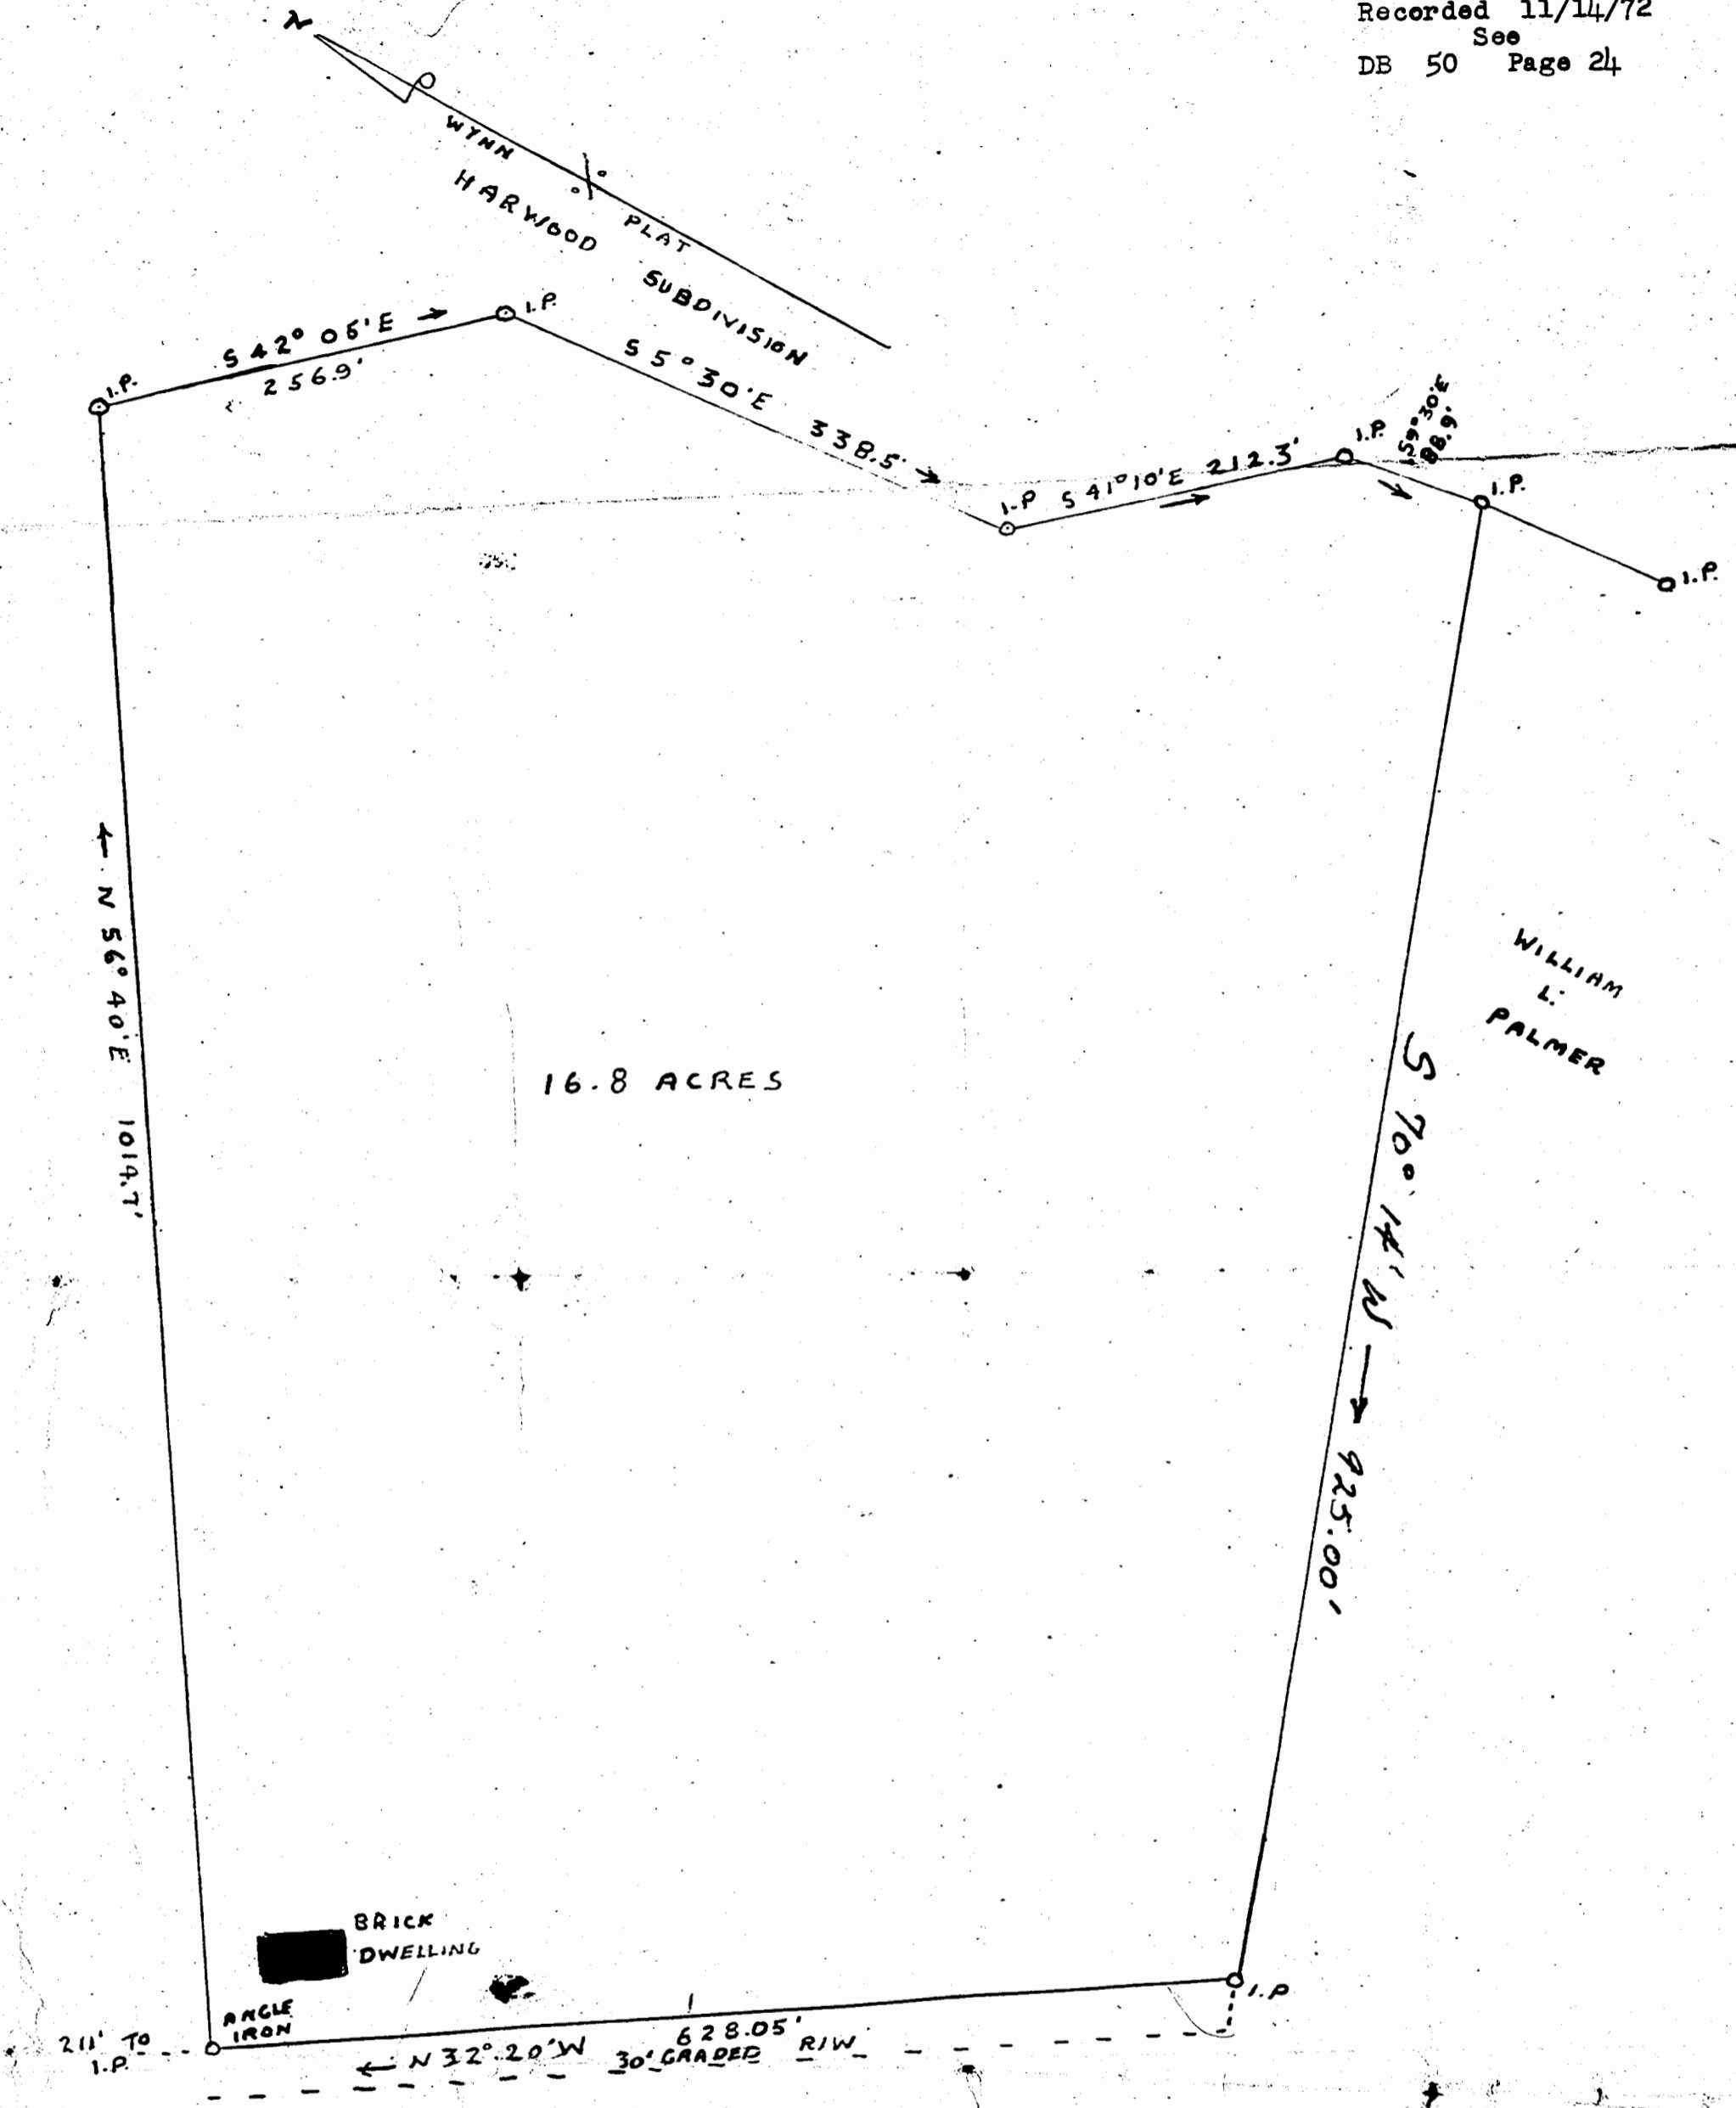 Recorded 11/14/72
See
DB 50 Page 24
N
WYNN
HARWOOD
PLAT
SUBDIVISION
S 42° 05' E →
256.9'
I.P.
I.P.
S 5° 30' E 338.5' →
I.P
S 41° 10' E 212.3'
I.P.
S 9° 30' E
88.9'
I.P.
I.P.
← N 56° 40' E 1014.7'
16.8 ACRES
WILLIAM
L.
PALMER
S 70° 14' W → 925.00'
BRICK
DWELLING
ANGLE
IRON
211' TO
I.P.
I.P
628.05'
← N 32° 20' W
30' GRADED R/W